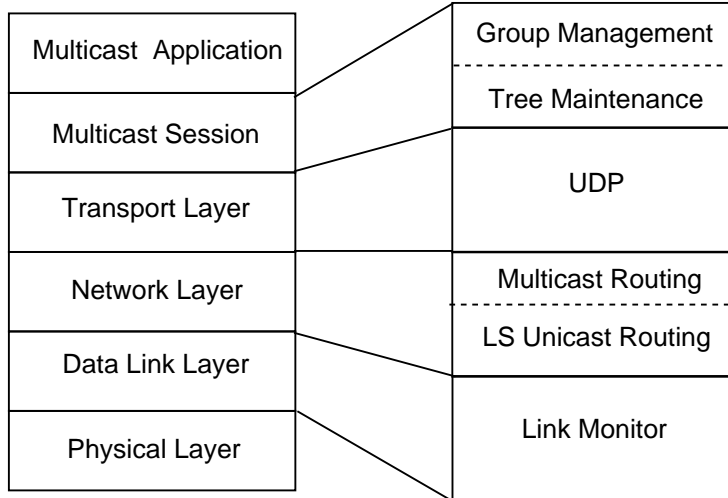 Multicast Application
Multicast Session
Transport Layer
Network Layer
Data Link Layer
Physical Layer
Group Management
Tree Maintenance
UDP
Multicast Routing
LS Unicast Routing
Link Monitor